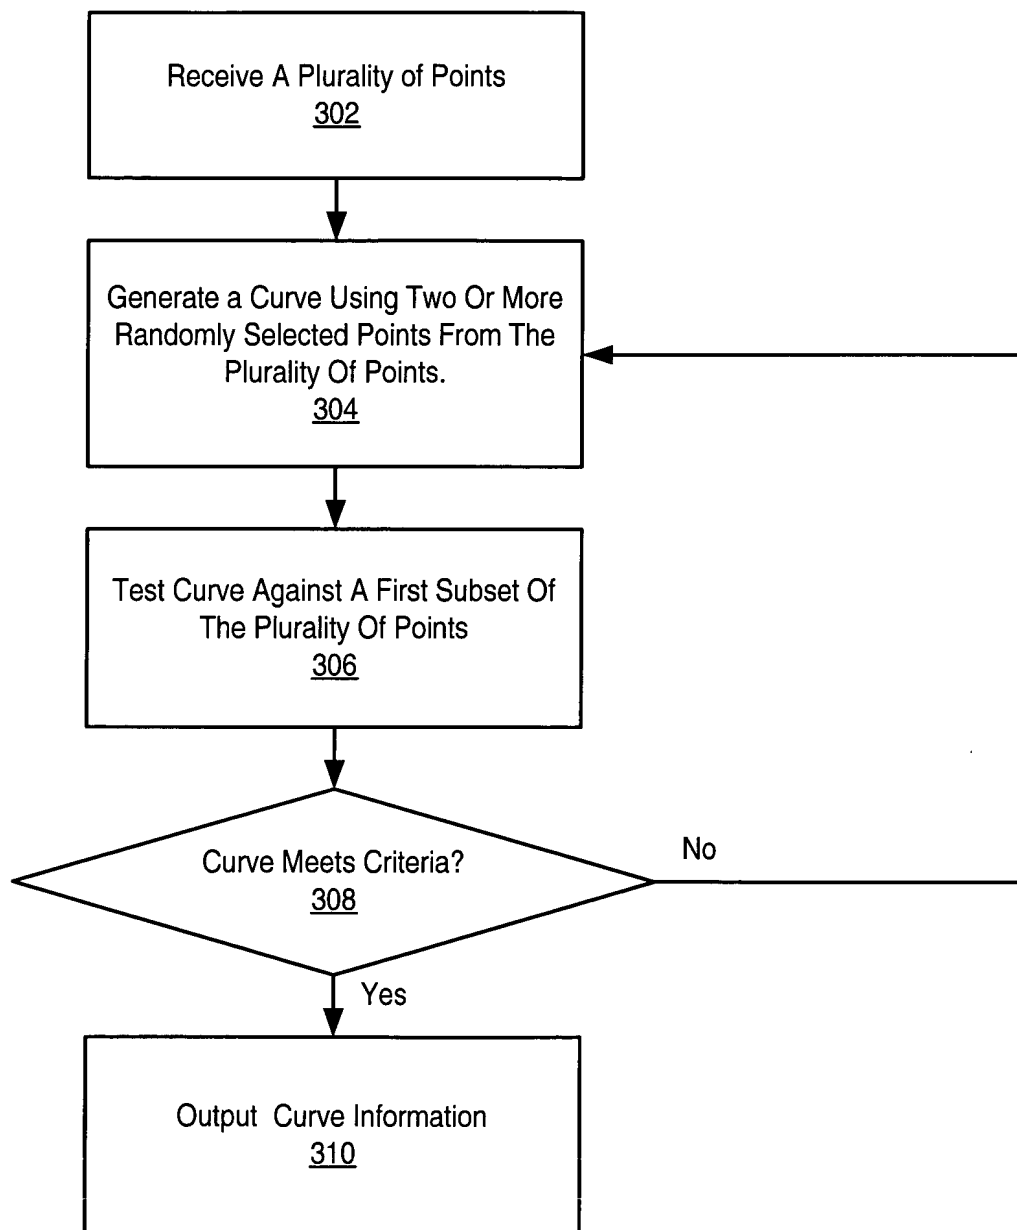 Receive A Plurality of Points
302
Generate a Curve Using Two Or More
Randomly Selected Points From The
Plurality Of Points.
304
Test Curve Against A First Subset Of
The Plurality Of Points
306
Curve Meets Criteria?
308
No
Yes
Output Curve Information
310